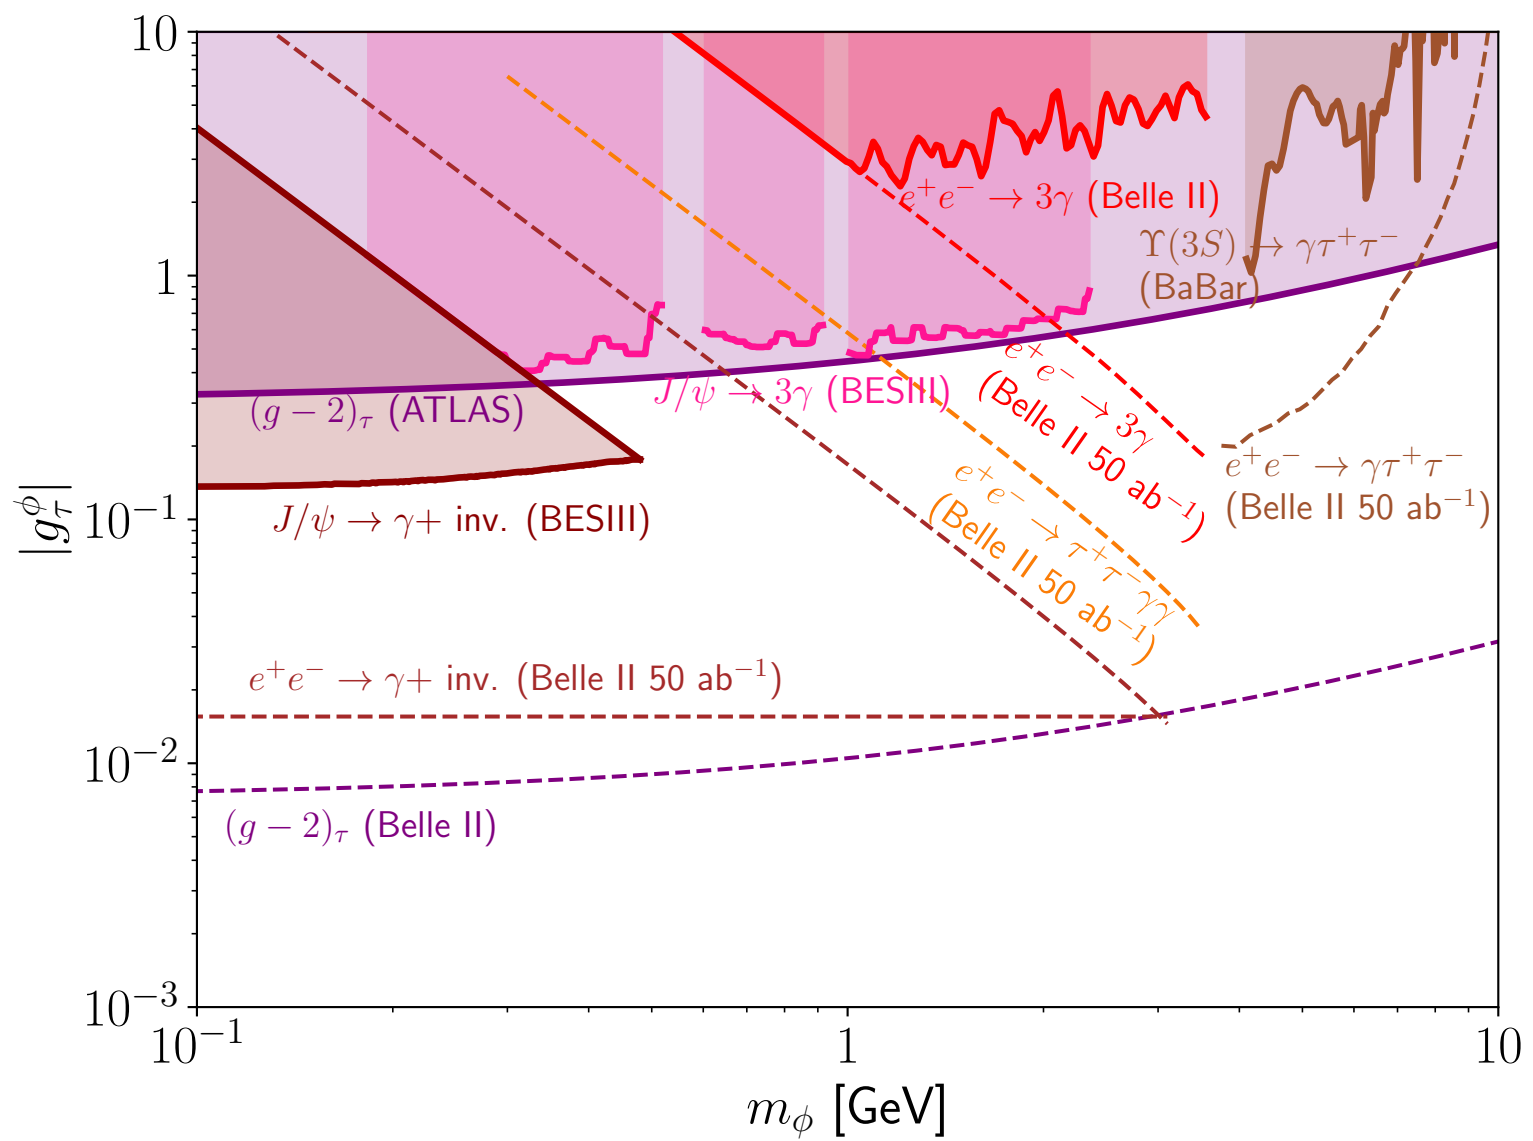 10
1
10⁻¹
10⁻²
10⁻³
|g_τ^ϕ|
e⁺e⁻ → 3γ (Belle II)
Υ(3S) → γτ⁺τ⁻
(BaBar)
(g − 2)_τ (ATLAS)
J/ψ → 3γ (BESIII)
e⁺e⁻ → 3γ
(Belle II 50 ab⁻¹)
e⁺e⁻ → γτ⁺τ⁻
(Belle II 50 ab⁻¹)
J/ψ → γ+ inv. (BESIII)
e⁺e⁻ → τ⁺τ⁻γγ
(Belle II 50 ab⁻¹)
e⁺e⁻ → γ+ inv. (Belle II 50 ab⁻¹)
(g − 2)_τ (Belle II)
10⁻¹
1
10
m_ϕ [GeV]